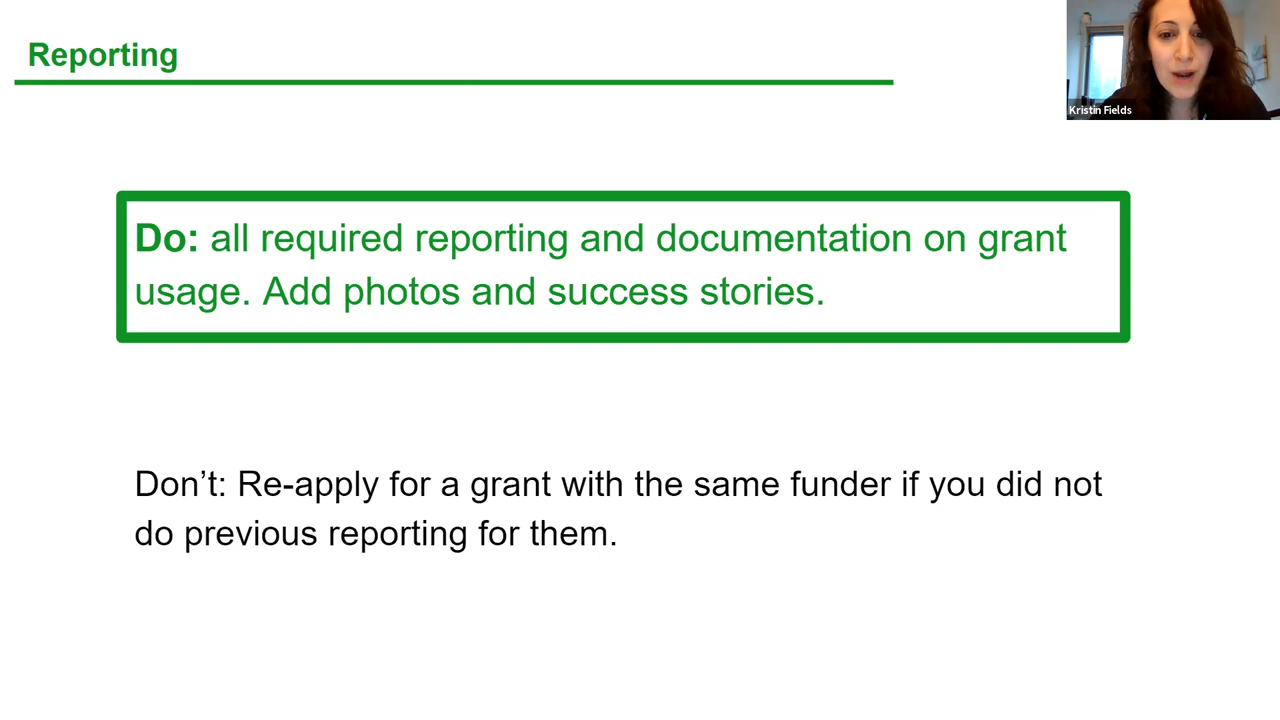 Reporting
Kristin Fields
Do: all required reporting and documentation on grant
usage. Add photos and success stories.
Don’t: Re-apply for a grant with the same funder if you did not
do previous reporting for them.